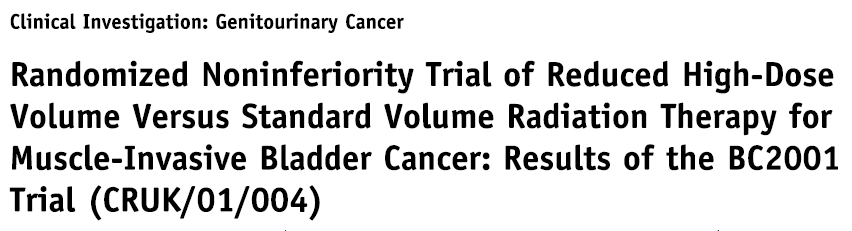 Clinical Investigation: Genitourinary Cancer
Randomized Noninferiority Trial of Reduced High-Dose
Volume Versus Standard Volume Radiation Therapy for
Muscle-Invasive Bladder Cancer: Results of the BC2001
Trial (CRUK/01/004)